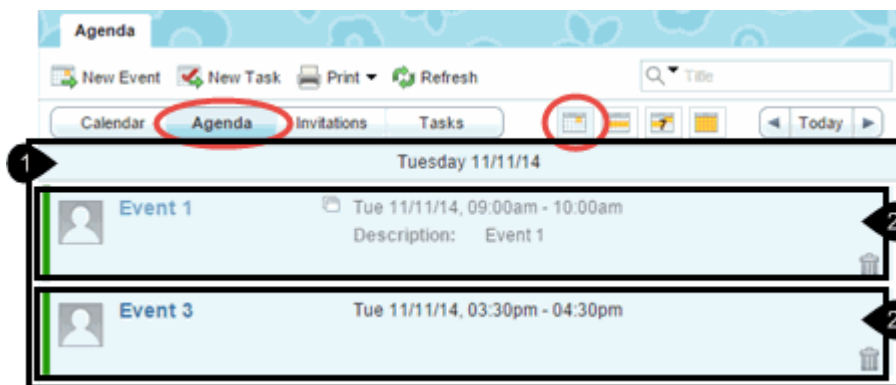 Agenda
New Event New Task Print Refresh Title
Calendar Agenda Invitations Tasks 7 Today
1 Tuesday 11/11/14
Event 1 Tue 11/11/14, 09:00am - 10:00am
Description: Event 1 2
Event 3 Tue 11/11/14, 03:30pm - 04:30pm
2